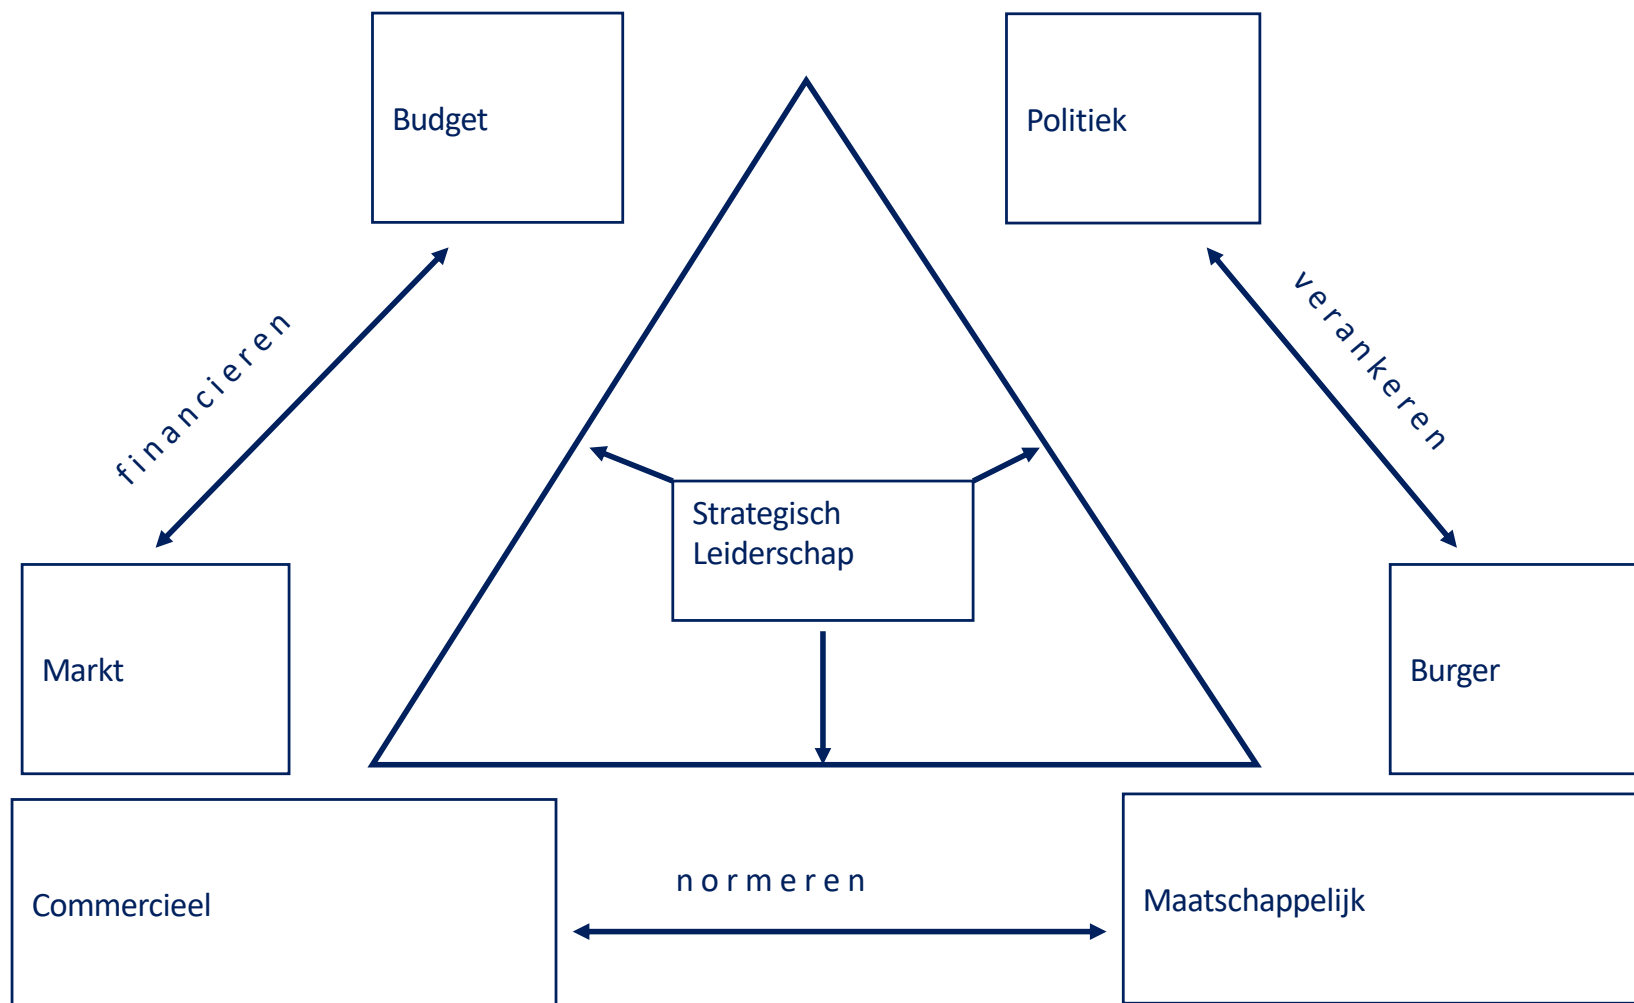 Budget
Politiek
financieren
verankeren
Strategisch
Leiderschap
Markt
Burger
normeren
Commercieel
Maatschappelijk